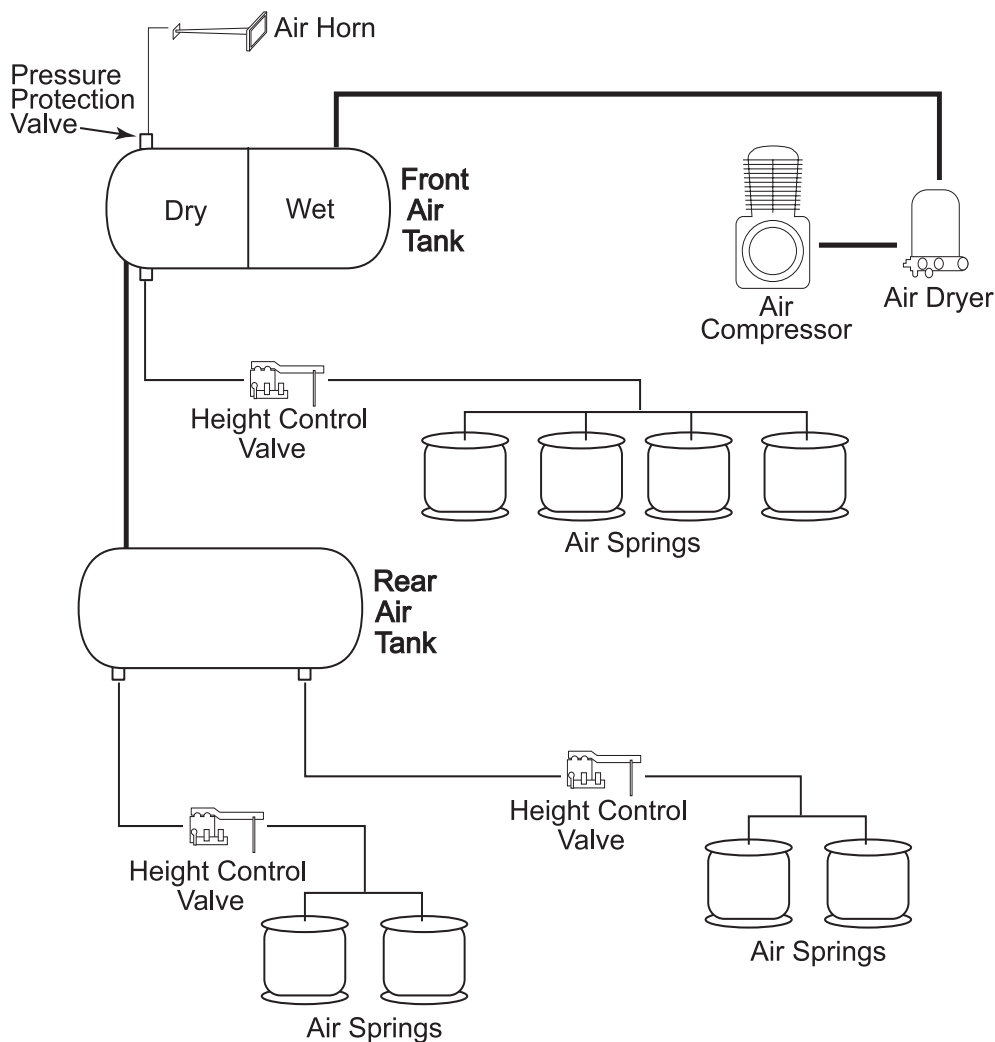 Air Horn
Pressure
Protection
Valve
Dry
Wet
Front
Air
Tank
Air
Compressor
Air Dryer
Height Control
Valve
Air Springs
Rear
Air
Tank
Height Control
Valve
Height Control
Valve
Air Springs
Air Springs